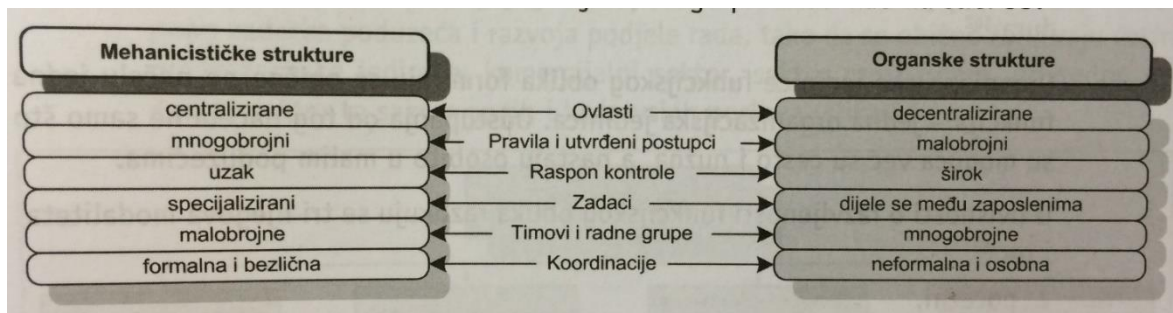 Mehanicističke strukture Organske strukture
centralizirane Ovlasti decentralizirane
mnogobrojni Pravila i utvrđeni postupci malobrojni
uzak Raspon kontrole širok
specijalizirani Zadaci dijele se među zaposlenima
malobrojne Timovi i radne grupe mnogobrojne
formalna i bezlična Koordinacije neformalna i osobna